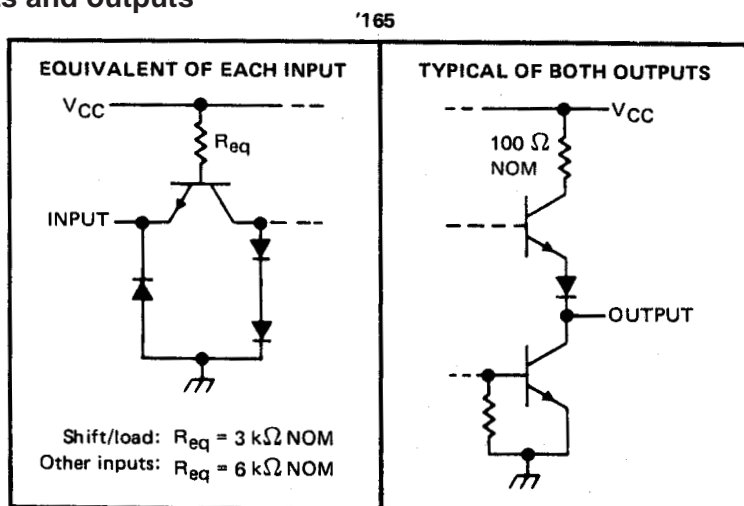 ts and outputs
'165
EQUIVALENT OF EACH INPUT
VCC
Req
INPUT
Shift/load: Req = 3 kΩ NOM
Other inputs: Req = 6 kΩ NOM
TYPICAL OF BOTH OUTPUTS
VCC
100 Ω
NOM
OUTPUT